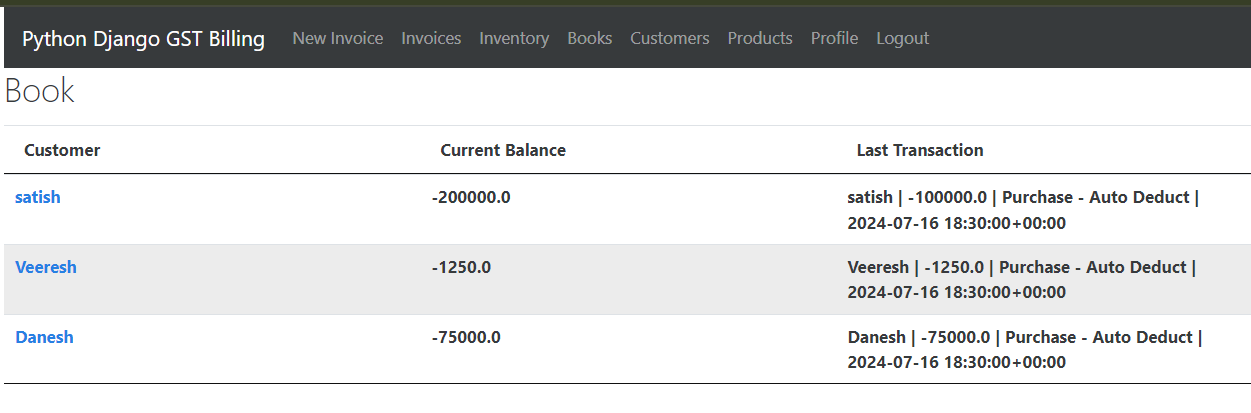 Python Django GST Billing New Invoice Invoices Inventory Books Customers Products Profile Logout
Book
Customer Current Balance Last Transaction
satish -200000.0 satish | -100000.0 | Purchase - Auto Deduct |
2024-07-16 18:30:00+00:00
Veeresh -1250.0 Veeresh | -1250.0 | Purchase - Auto Deduct |
2024-07-16 18:30:00+00:00
Danesh -75000.0 Danesh | -75000.0 | Purchase - Auto Deduct |
2024-07-16 18:30:00+00:00